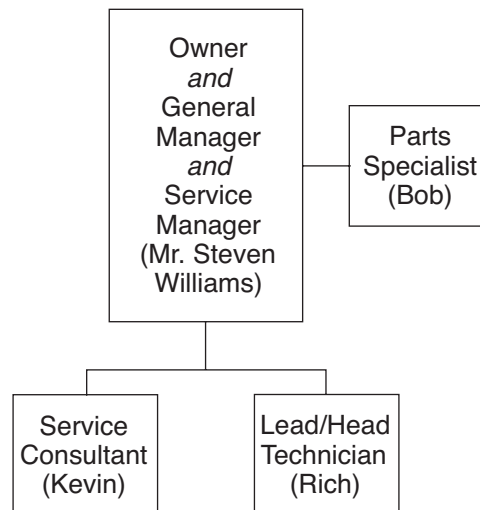 Owner
and
General
Manager
and
Service
Manager
(Mr. Steven
Williams)
Parts
Specialist
(Bob)
Service
Consultant
(Kevin)
Lead/Head
Technician
(Rich)